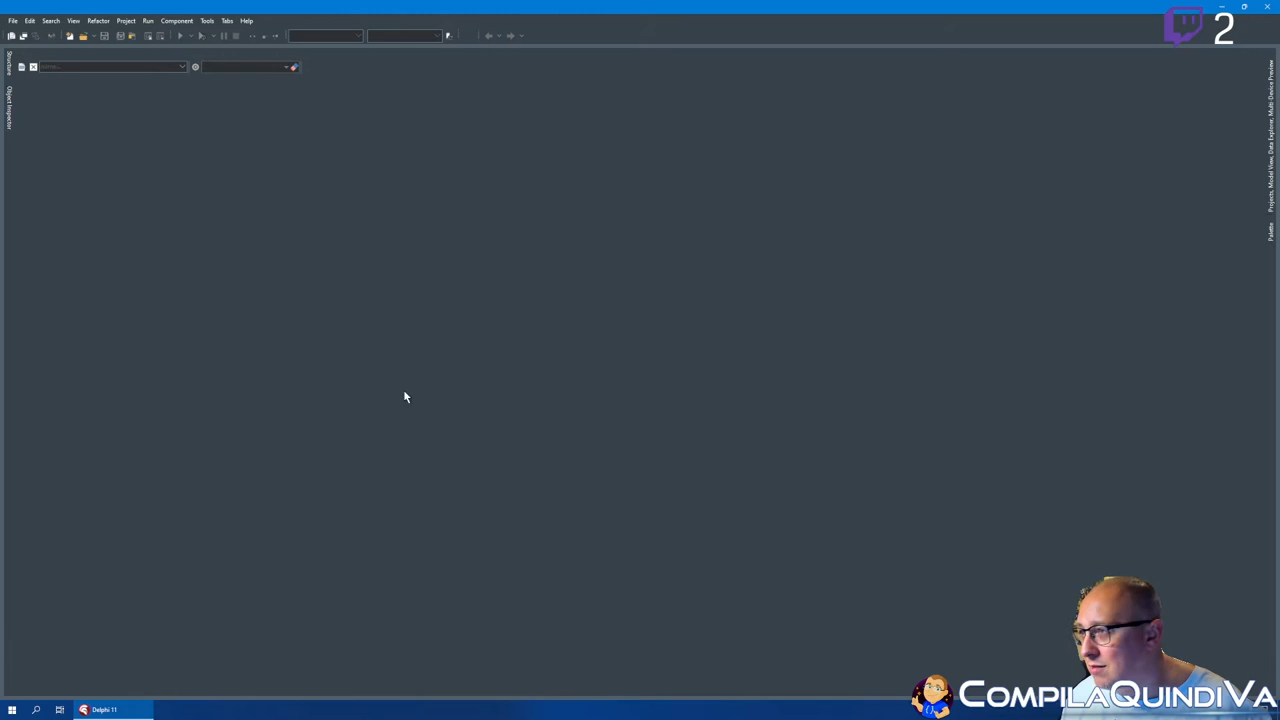 File Edit Search View Refactor Project Run Component Tools Tabs Help
2
Structure
Object Inspector
Projects, Model View, Data Explorer, Multi-Device Preview
Palette
Delphi 11
COMPILAQUINDIVA